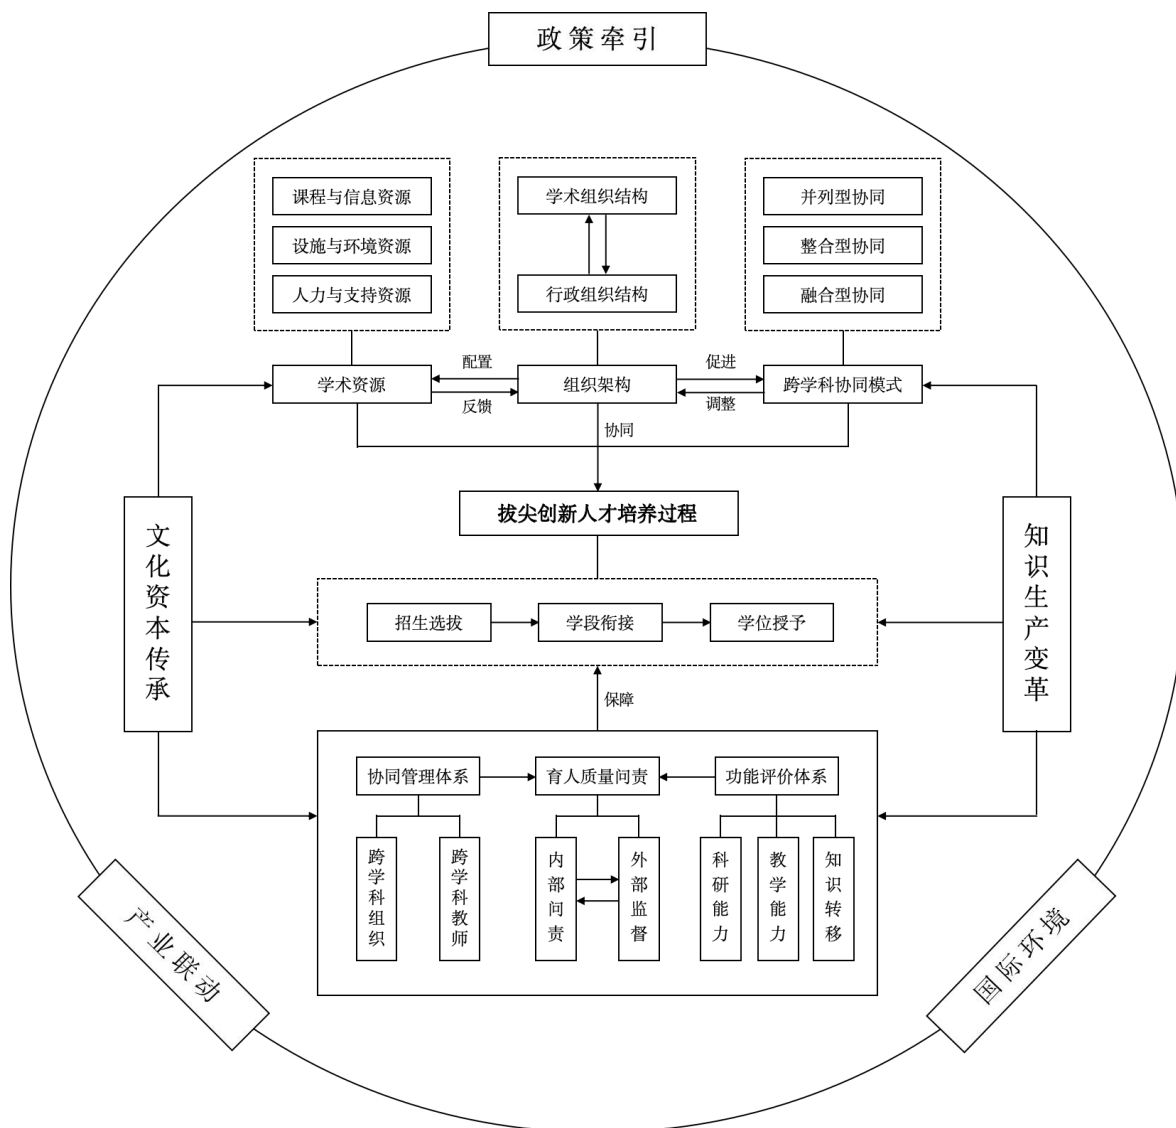 政策牵引
课程与信息资源
设施与环境资源
人力与支持资源
学术组织结构
行政组织结构
并列型协同
整合型协同
融合型协同
学术资源
配置
反馈
组织架构
促进
调整
跨学科协同模式
协同
拔尖创新人才培养过程
文化资本传承
知识生产变革
招生选拔
学段衔接
学位授予
保障
协同管理体系
育人质量问责
功能评价体系
跨学科组织
跨学科教师
内部问责
外部监督
科研能力
教学能力
知识转移
产业联动
国际环境